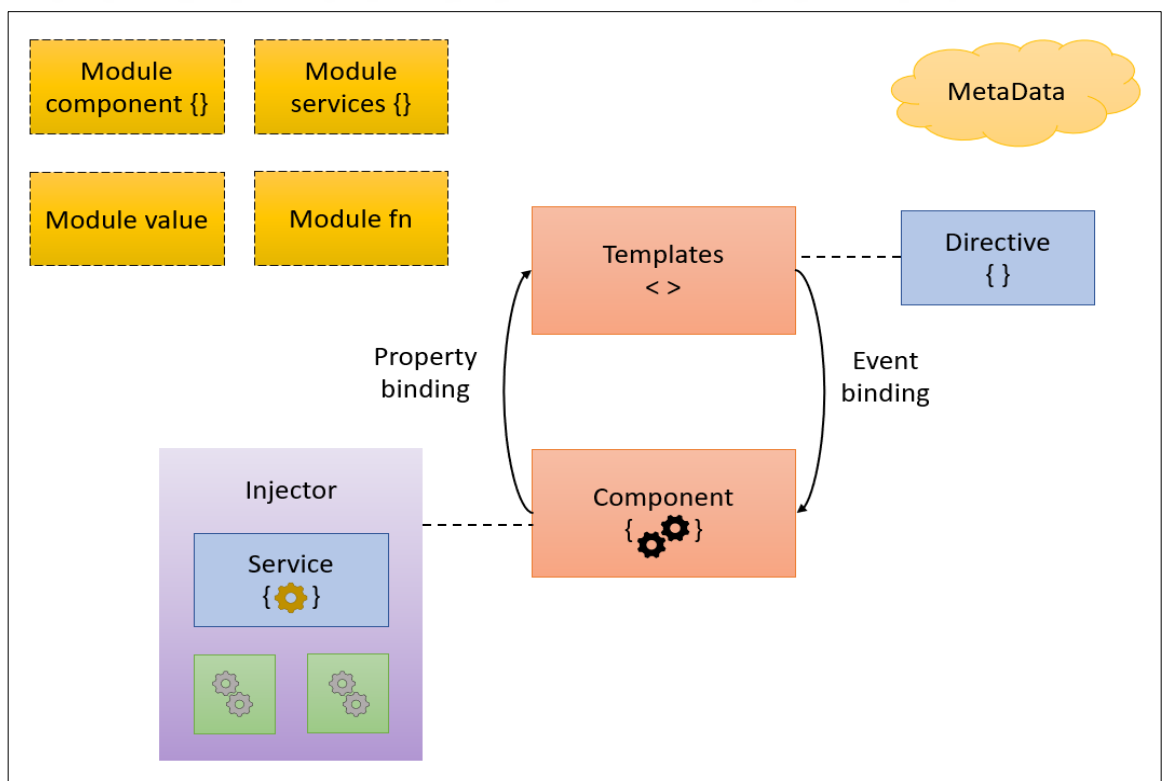 Module
component {}
Module
services {}
MetaData
Module value
Module fn
Templates
< >
Directive
{ }
Property
binding
Event
binding
Injector
Component
{ }
Service
{ }